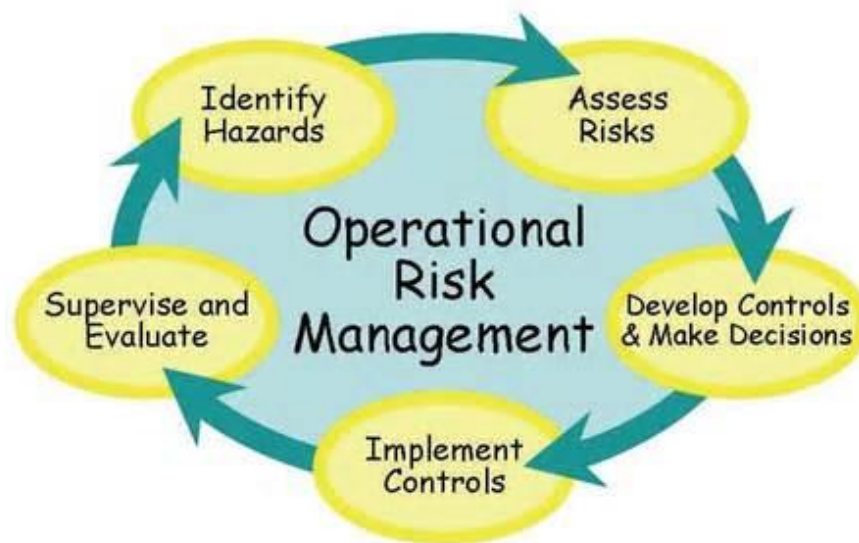 Identify
Hazards
Assess
Risks
Operational
Risk
Management
Supervise and
Evaluate
Develop Controls
& Make Decisions
Implement
Controls